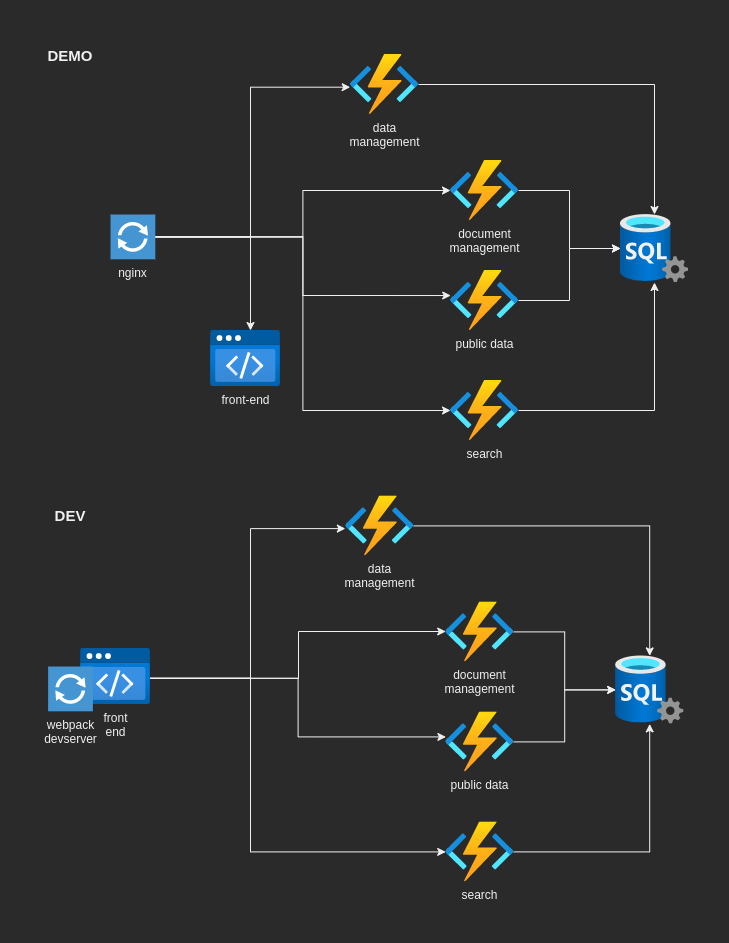 DEMO
data
management
document
management
SQL
nginx
public data
front-end
search
DEV
data
management
document
management
SQL
webpack
devserver
front
end
public data
search